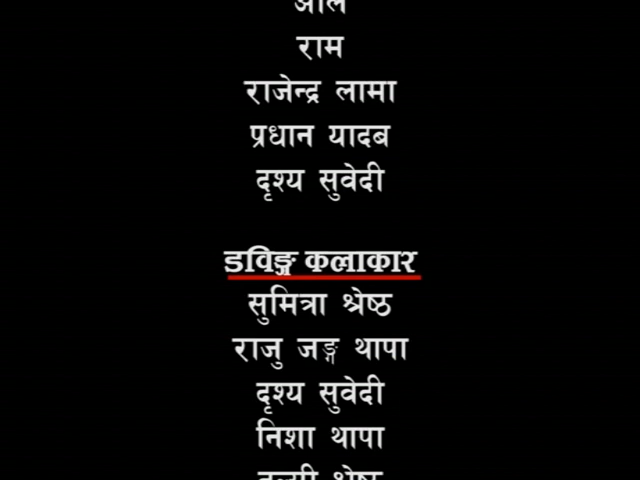 राम
राजेन्द्र लामा
प्रधान यादब
दृश्य सुवेदी
डविङ्ग कलाकार
सुमित्रा श्रेष्ठ
राजु जङ्ग थापा
दृश्य सुवेदी
निशा थापा